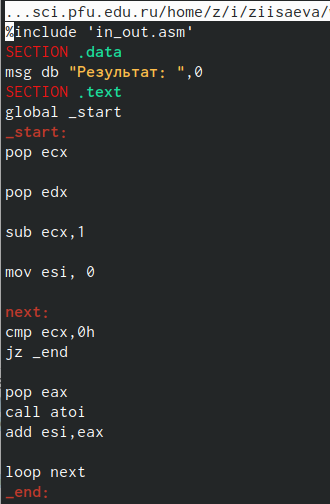 ...sci.pfu.edu.ru/home/z/i/ziisaeva/
%include 'in_out.asm'
SECTION .data
msg db "Результат: ",0
SECTION .text
global _start
_start:
pop ecx
pop edx
sub ecx,1
mov esi, 0
next:
cmp ecx,0h
jz _end
pop eax
call atoi
add esi,eax
loop next
_end: